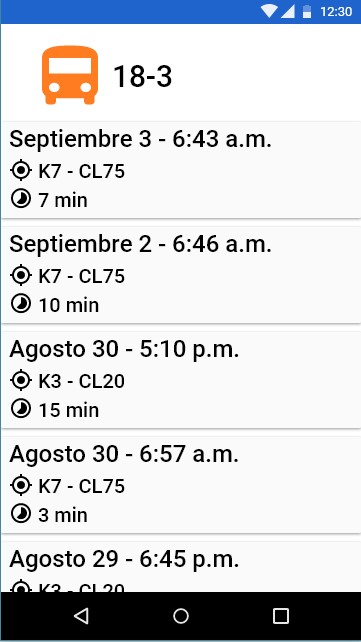 12:30
18-3
Septiembre 3 - 6:43 a.m.
K7 - CL75
7 min
Septiembre 2 - 6:46 a.m.
K7 - CL75
10 min
Agosto 30 - 5:10 p.m.
K3 - CL20
15 min
Agosto 30 - 6:57 a.m.
K7 - CL75
3 min
Agosto 29 - 6:45 p.m.
K3 - CL20